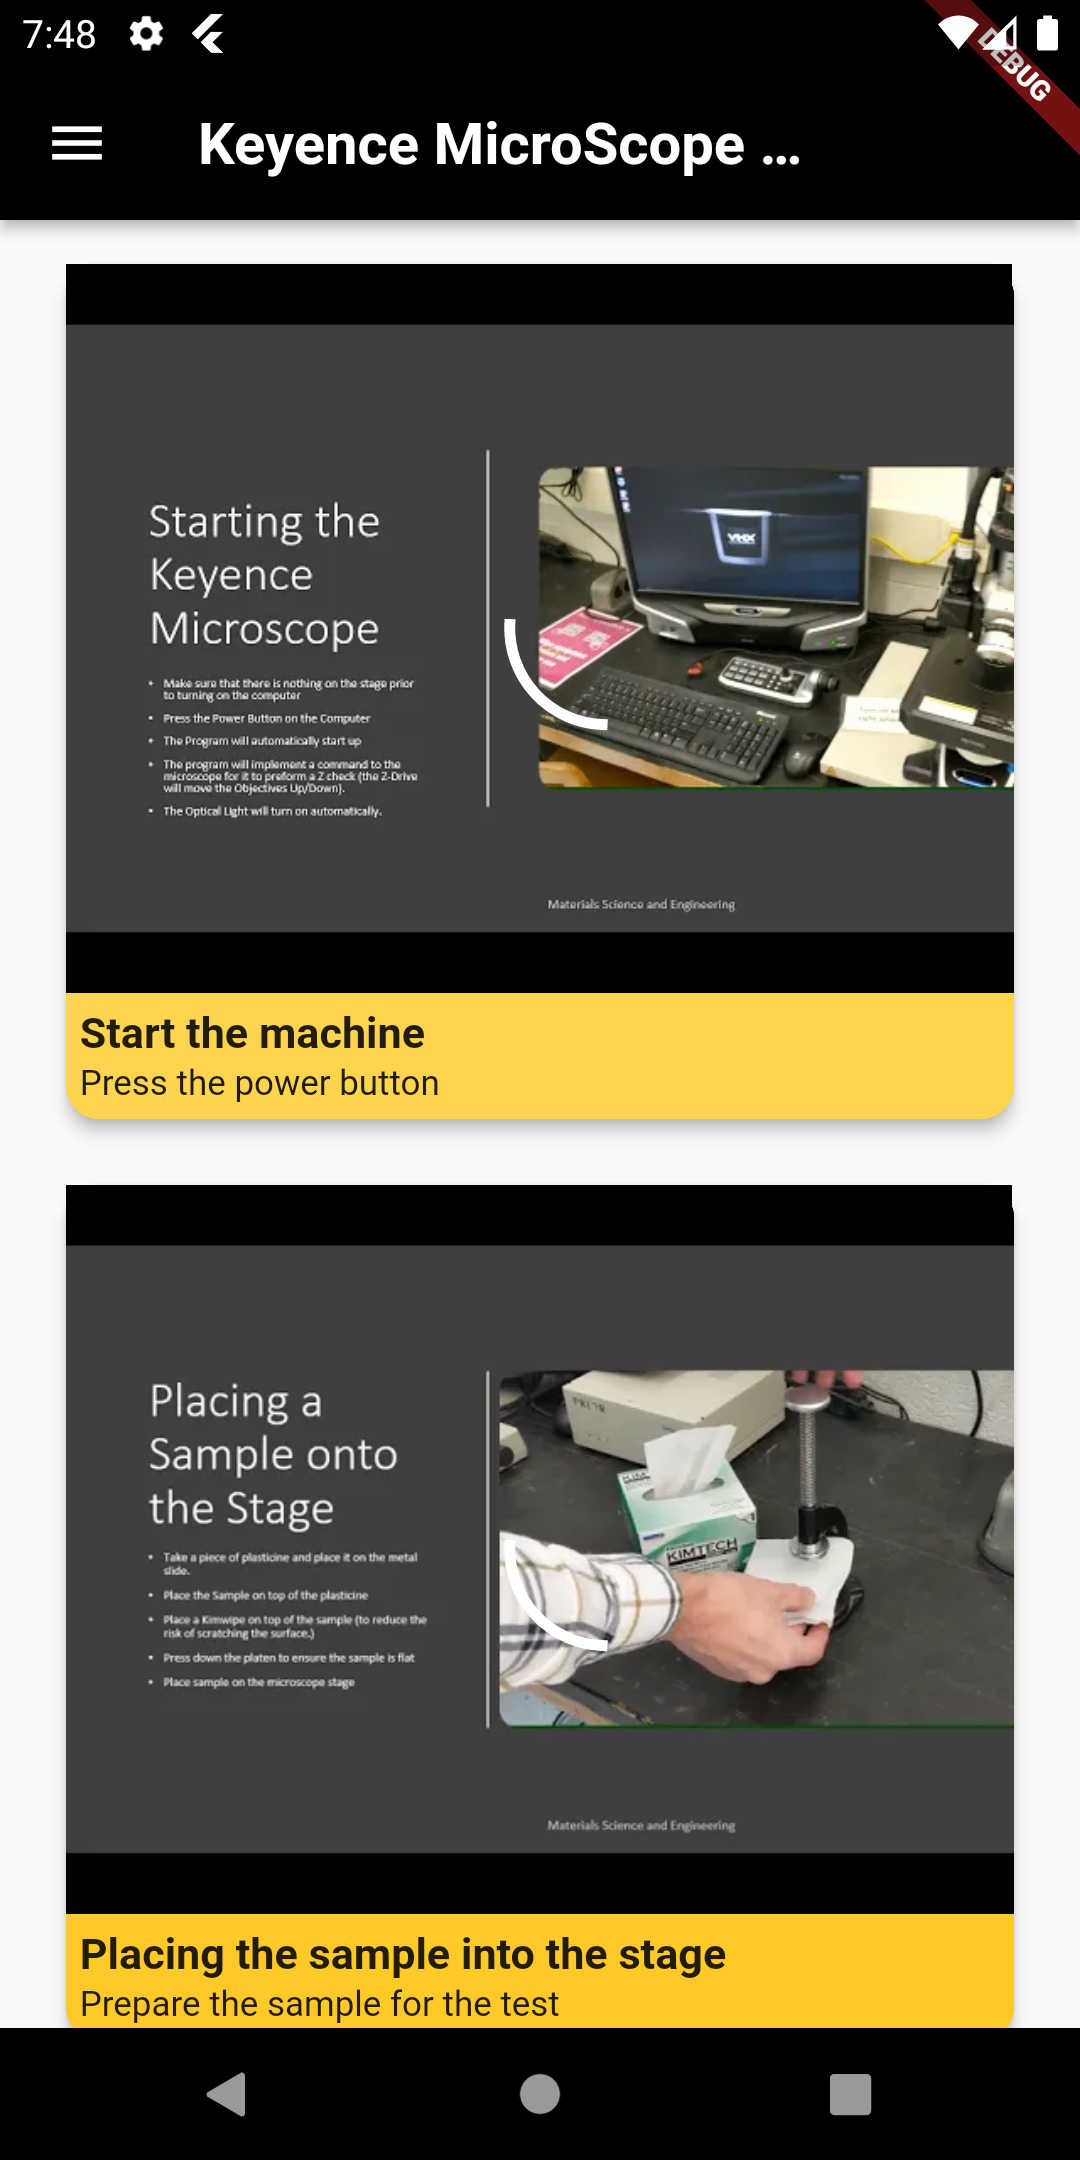 7:48
DEBUG
Keyence MicroScope ...
Starting the
Keyence
Microscope
• Make sure that there is nothing on the stage prior
to turning on the computer
• Press the Power Button on the Computer
• The Program will automatically start up
• The program will implement a command to the
microscope for it to preform a Z check (the Z-Drive
will move the Objectives Up/Down).
• The Optical Light will turn on automatically.
VHX
Materials Science and Engineering
Start the machine
Press the power button
Placing a
Sample onto
the Stage
• Take a piece of plasticine and place it on the metal
slide.
• Place the Sample on top of the plasticine
• Place a Kimwipe on top of the sample (to reduce the
risk of scratching the surface.)
• Press down the platen to ensure the sample is flat
• Place sample on the microscope stage
PRIOR
KIM
KIMTECH
Materials Science and Engineering
Placing the sample into the stage
Prepare the sample for the test